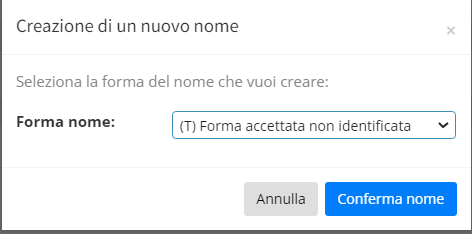 Creazione di un nuovo nome ×
Seleziona la forma del nome che vuoi creare:
Forma nome: (T) Forma accettata non identificata
Annulla Conferma nome